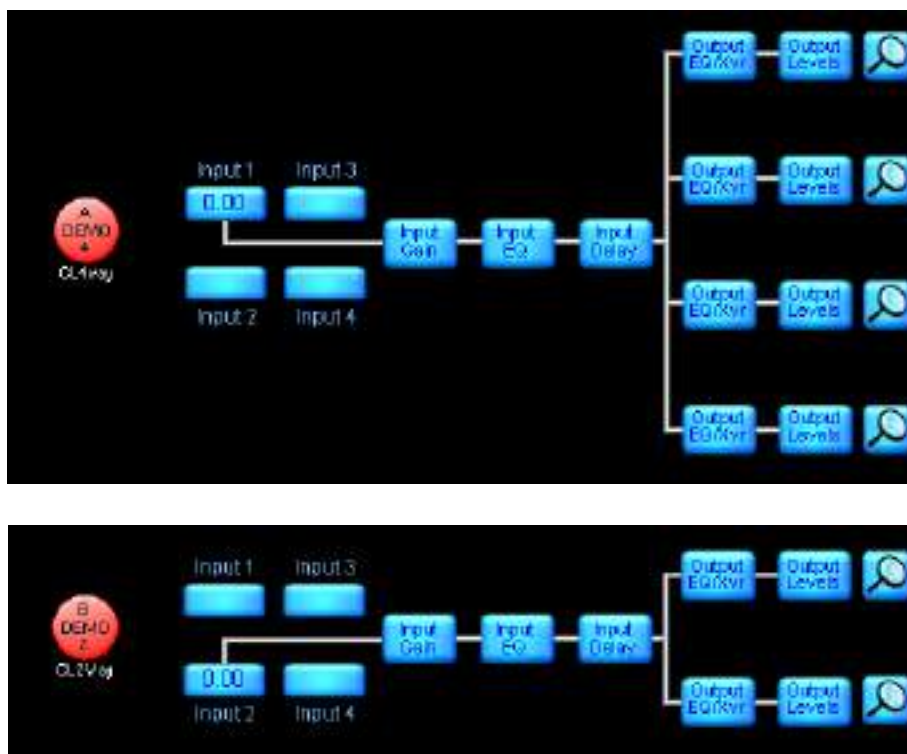 Output
EQ/Xvr
Output
Levels
Input 1
Input 3
0.00
A
DEMO
4
CL4way
Input
Gain
Input
EQ
Input
Delay
Output
EQ/Xvr
Output
Levels
Input 2
Input 4
Output
EQ/Xvr
Output
Levels
Output
EQ/Xvr
Output
Levels
Input 1
Input 3
Output
EQ/Xvr
Output
Levels
B
DEMO
2
CL2Way
Input
Gain
Input
EQ
Input
Delay
0.00
Input 2
Input 4
Output
EQ/Xvr
Output
Levels